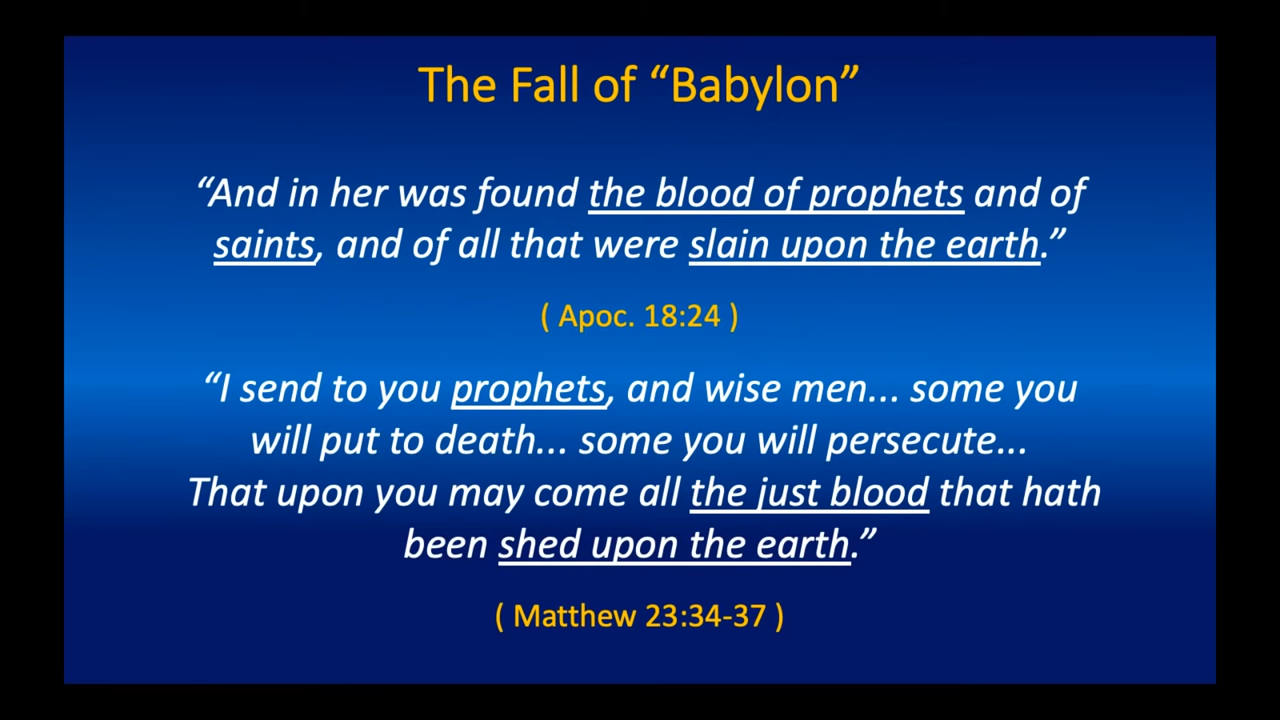 The Fall of “Babylon”
“And in her was found the blood of prophets and of
saints, and of all that were slain upon the earth.”
( Apoc. 18:24 )
“I send to you prophets, and wise men... some you
will put to death... some you will persecute...
That upon you may come all the just blood that hath
been shed upon the earth.”
( Matthew 23:34-37 )